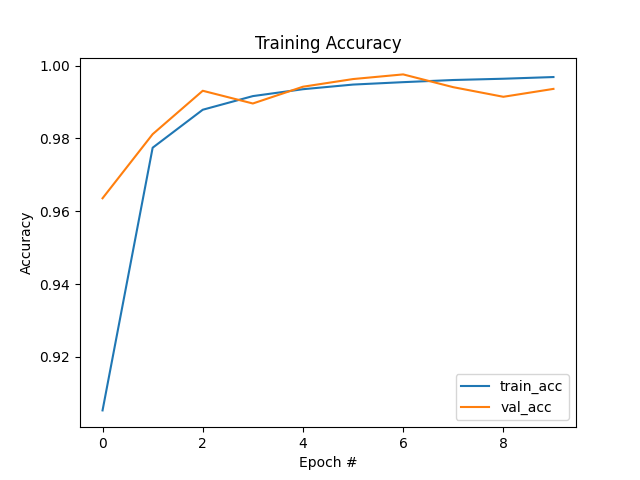 Training Accuracy
1.00
0.98
0.96
0.94
0.92
Accuracy
0 2 4 6 8
Epoch #
train_acc
val_acc